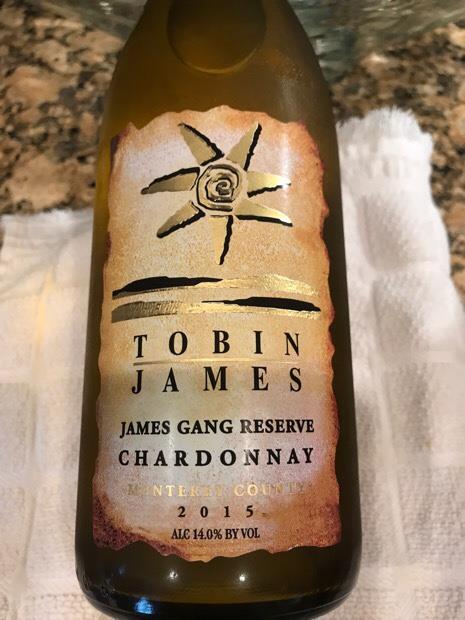 TOBIN
JAMES
JAMES GANG RESERVE
CHARDONNAY
MONTEREY COUNTY
2015
ALC 14.0% BY VOL